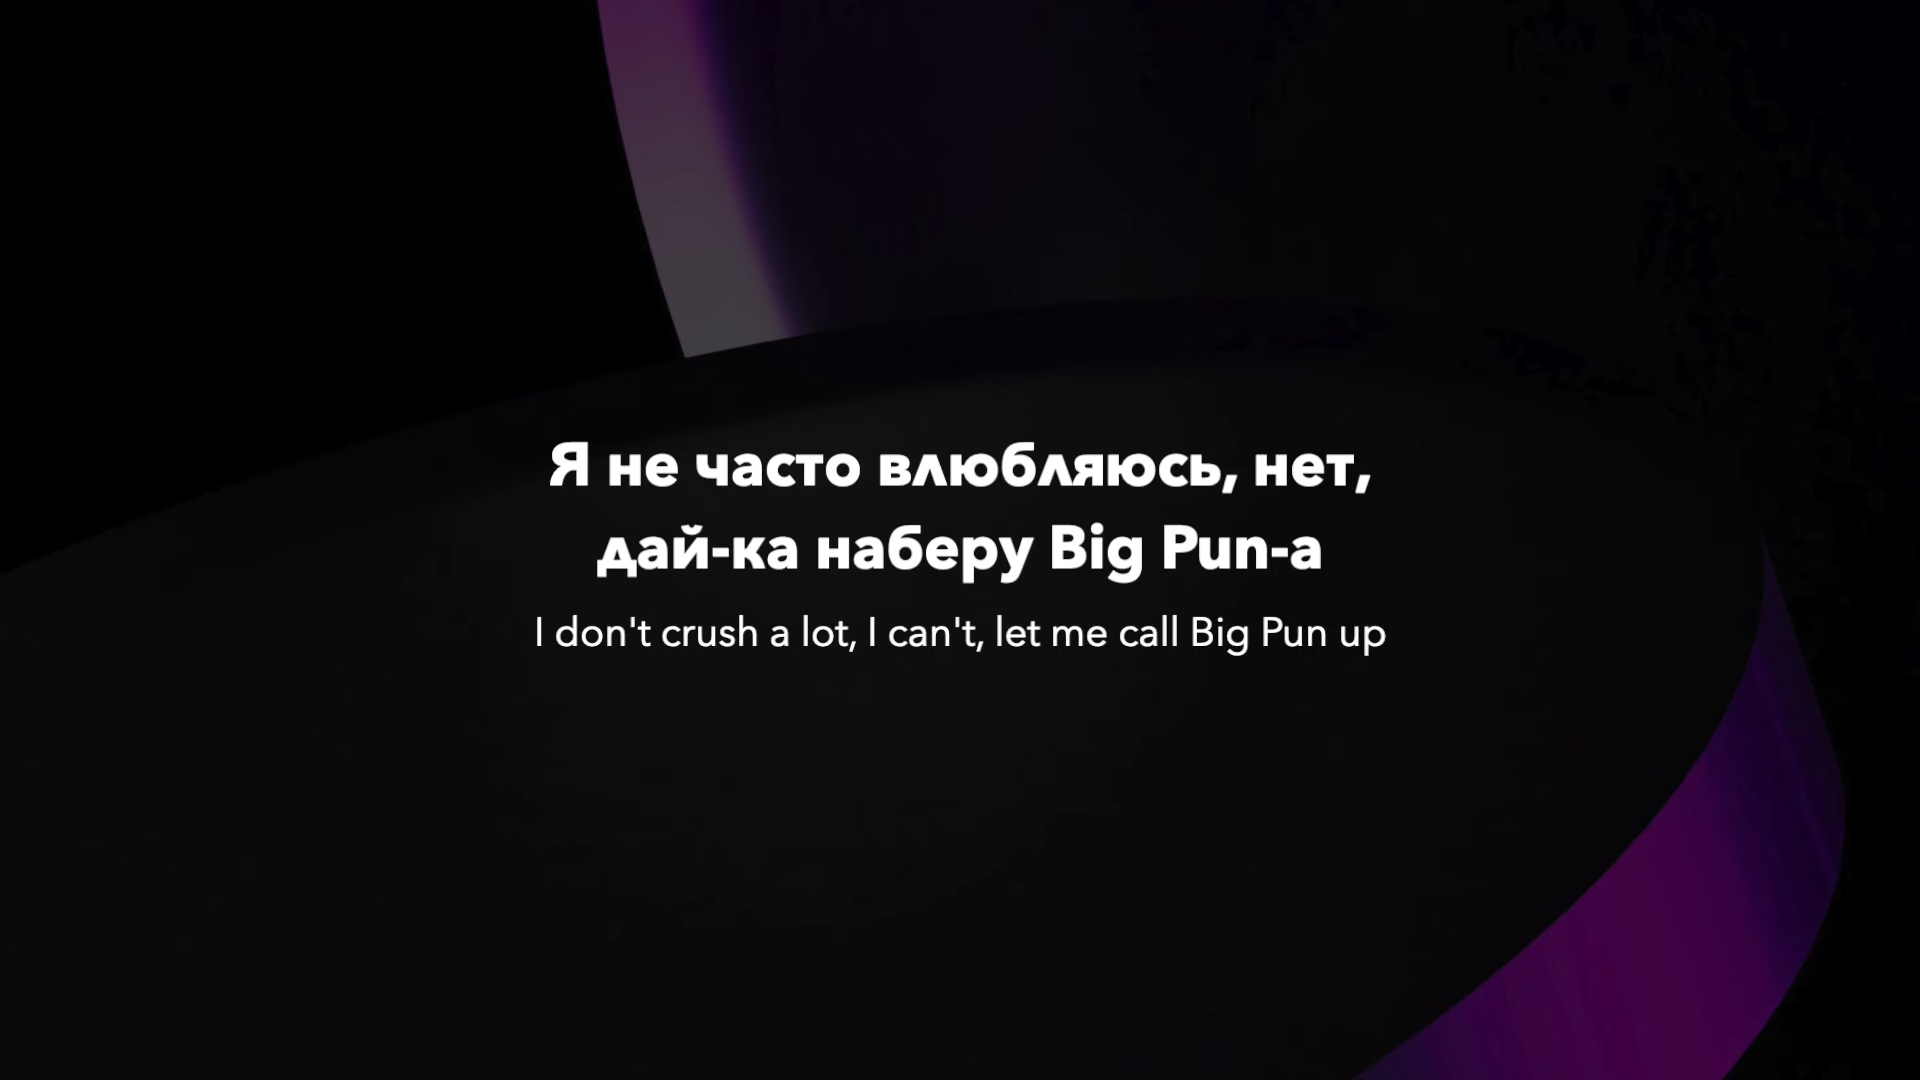 Я не часто влюбляюсь, нет,
дай-ка наберу Big Pun-а
I don't crush a lot, I can't, let me call Big Pun up